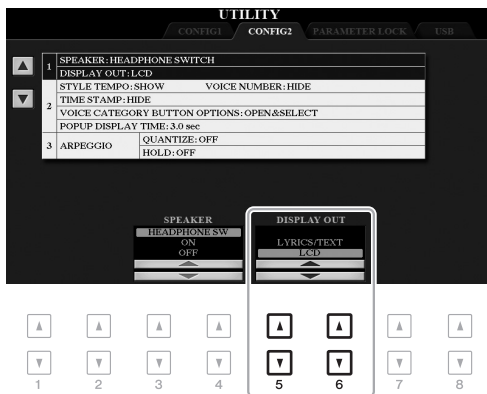 UTILITY
CONFIG1 CONFIG2 PARAMETER LOCK USB
1 SPEAKER:HEADPHONE SWITCH
DISPLAY OUT:LCD
2 STYLE TEMPO:SHOW VOICE NUMBER:HIDE
TIME STAMP:HIDE
VOICE CATEGORY BUTTON OPTIONS:OPEN&SELECT
POPUP DISPLAY TIME:3.0 sec
3 ARPEGGIO QUANTIZE:OFF
HOLD:OFF
SPEAKER DISPLAY OUT
HEADPHONE SW
ON LYRICS/TEXT
OFF LCD
1 2 3 4 5 6 7 8